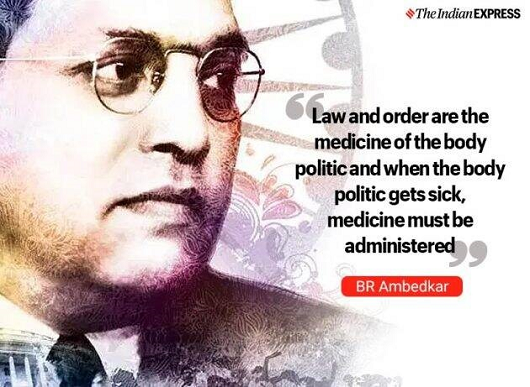 The Indian EXPRESS
“Law and order are the
medicine of the body
politic and when the body
politic gets sick,
medicine must be
administered”
BR Ambedkar